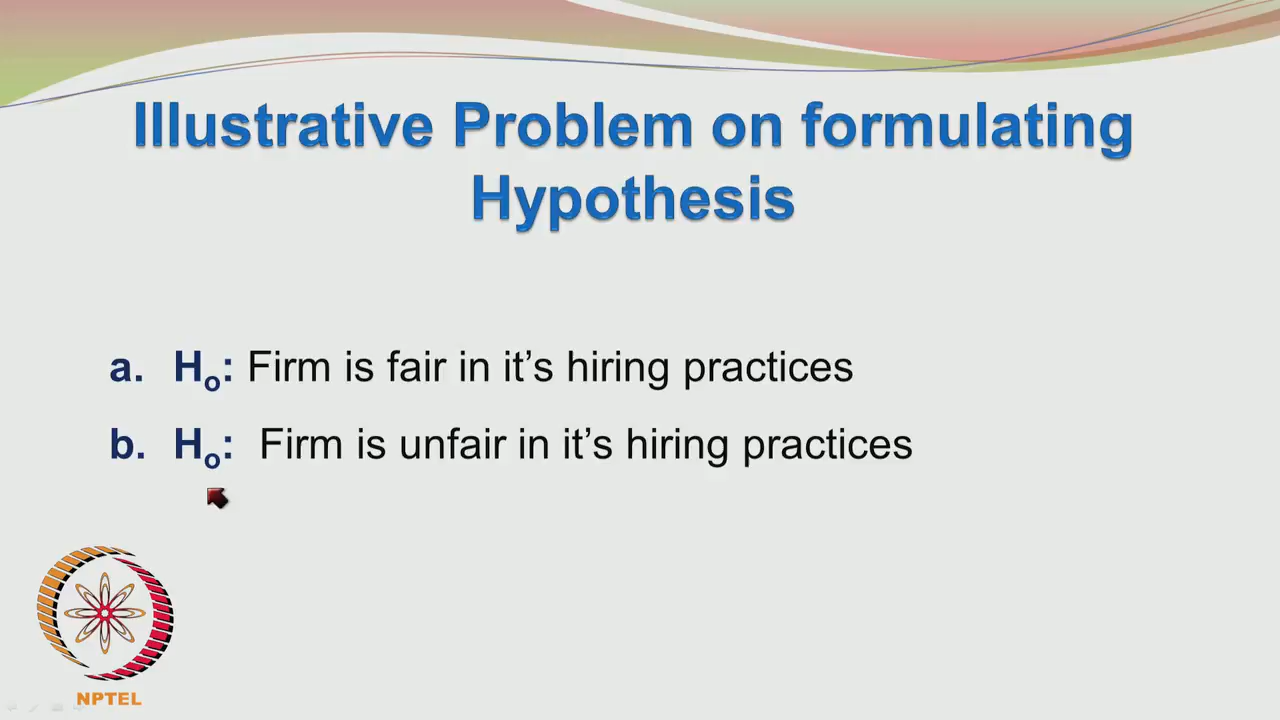 Illustrative Problem on formulating
Hypothesis
a. Ho: Firm is fair in it's hiring practices
b. Ho: Firm is unfair in it's hiring practices
NPTEL